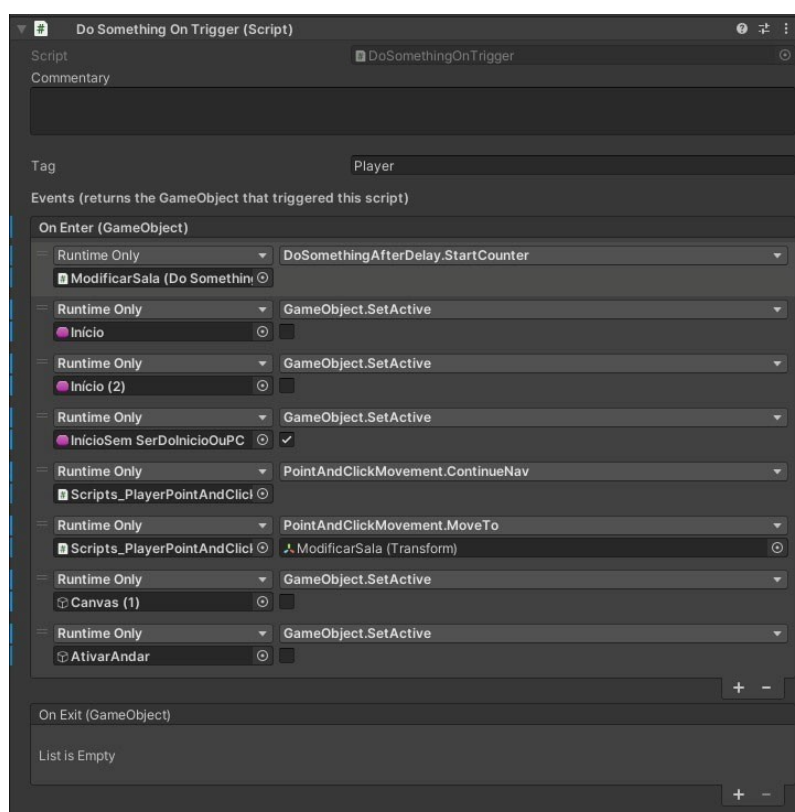 Do Something On Trigger (Script)
Script DoSomethingOnTrigger
Commentary
Tag Player
Events (returns the GameObject that triggered this script)
On Enter (GameObject)
Runtime Only DoSomethingAfterDelay.StartCounter
ModificarSala (Do Something
Runtime Only GameObject.SetActive
Início
Runtime Only GameObject.SetActive
Início (2)
Runtime Only GameObject.SetActive
InícioSem SerDoInicioOuPC
Runtime Only PointAndClickMovement.ContinueNav
Scripts_PlayerPointAndClick
Runtime Only PointAndClickMovement.MoveTo
Scripts_PlayerPointAndClick ModificarSala (Transform)
Runtime Only GameObject.SetActive
Canvas (1)
Runtime Only GameObject.SetActive
AtivarAndar
On Exit (GameObject)
List is Empty